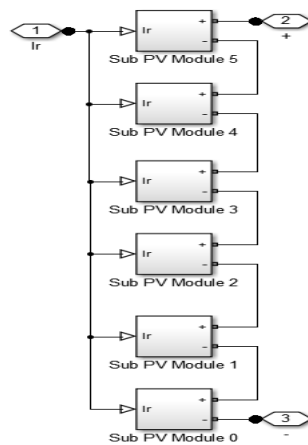 1
Ir
Ir
+
-
Sub PV Module 5
2
+
Ir
+
-
Sub PV Module 4
Ir
+
-
Sub PV Module 3
Ir
+
-
Sub PV Module 2
Ir
+
-
Sub PV Module 1
Ir
+
-
Sub PV Module 0
3
-